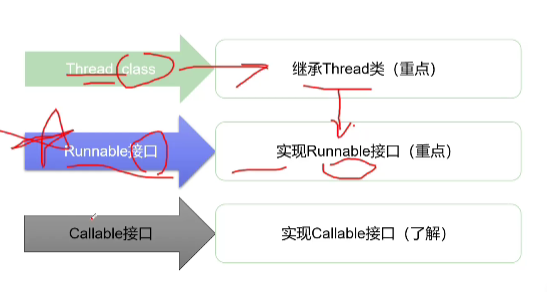 Thread class
继承Thread类（重点）
Runnable接口
实现Runnable接口（重点）
Callable接口
实现Callable接口（了解）